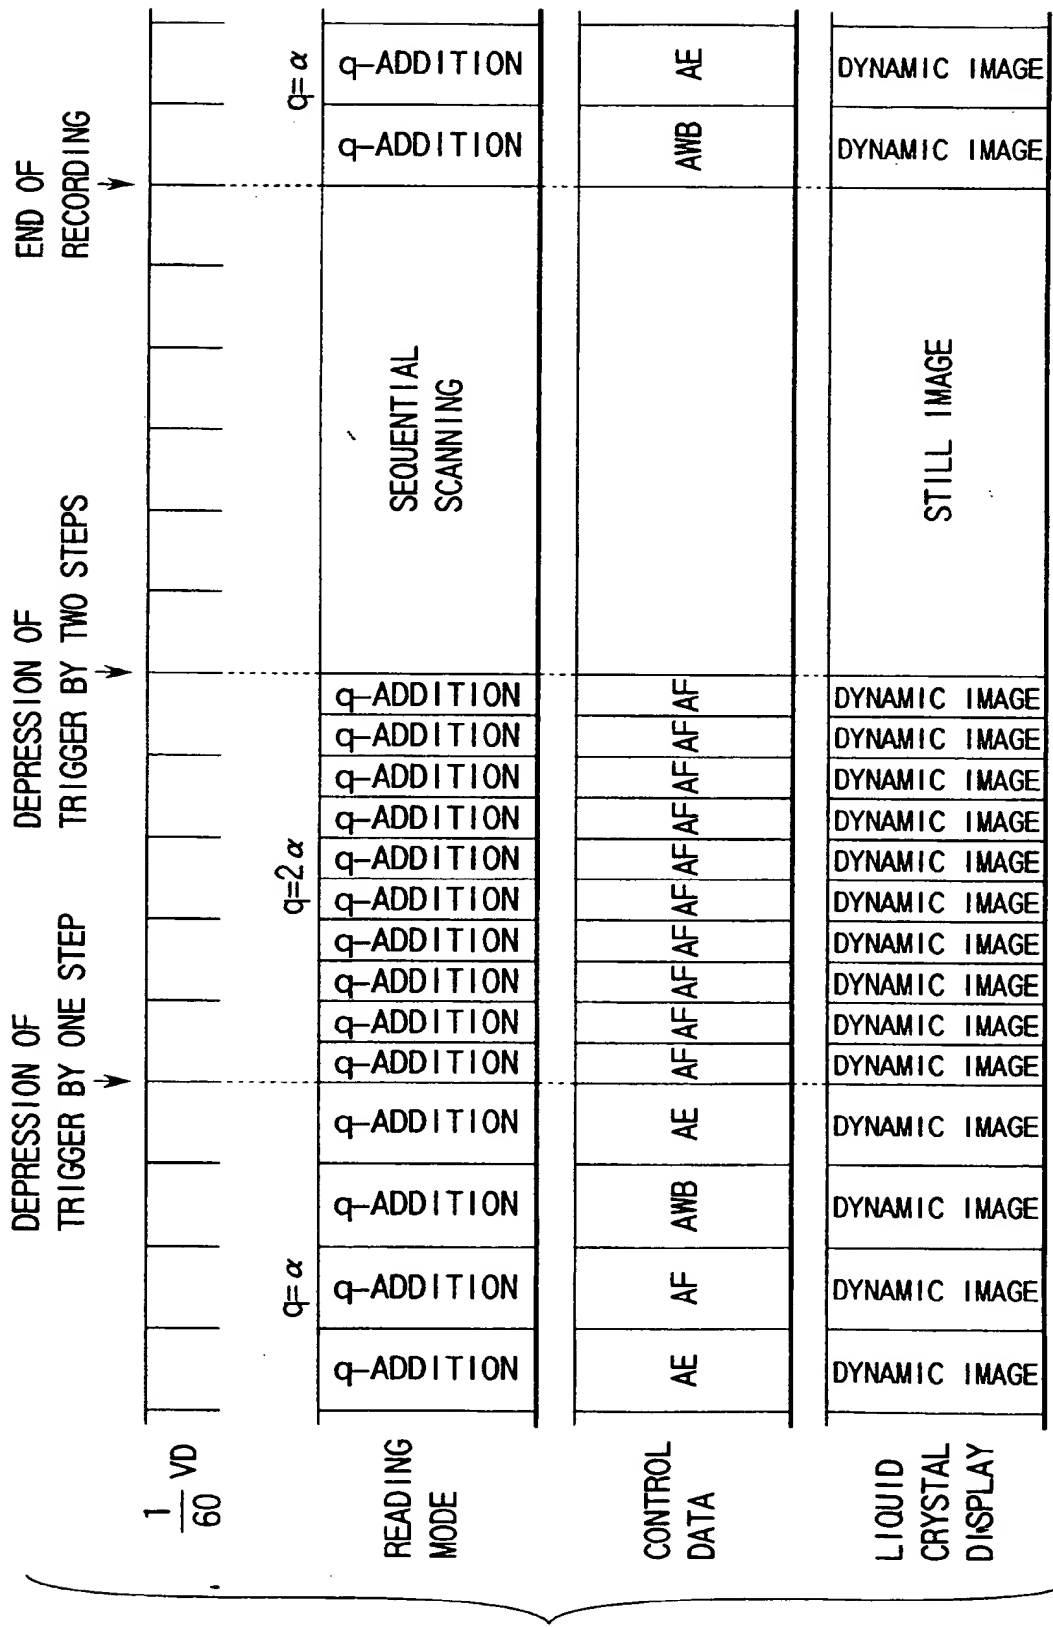 DEPRESSION OF
TRIGGER BY ONE STEP
DEPRESSION OF
TRIGGER BY TWO STEPS
END OF
RECORDING
1/60 VD
q=α
q=2α
q=α
READING
MODE
q-ADDITION
q-ADDITION
q-ADDITION
q-ADDITION
q-ADDITION
q-ADDITION
q-ADDITION
q-ADDITION
q-ADDITION
q-ADDITION
q-ADDITION
q-ADDITION
q-ADDITION
q-ADDITION
SEQUENTIAL
SCANNING
q-ADDITION
q-ADDITION
CONTROL
DATA
AE
AF
AWB
AE
AF
AF
AF
AF
AF
AF
AF
AF
AF
AF
AWB
AE
LIQUID
CRYSTAL
DISPLAY
DYNAMIC IMAGE
DYNAMIC IMAGE
DYNAMIC IMAGE
DYNAMIC IMAGE
DYNAMIC IMAGE
DYNAMIC IMAGE
DYNAMIC IMAGE
DYNAMIC IMAGE
DYNAMIC IMAGE
DYNAMIC IMAGE
DYNAMIC IMAGE
DYNAMIC IMAGE
DYNAMIC IMAGE
DYNAMIC IMAGE
STILL IMAGE
DYNAMIC IMAGE
DYNAMIC IMAGE